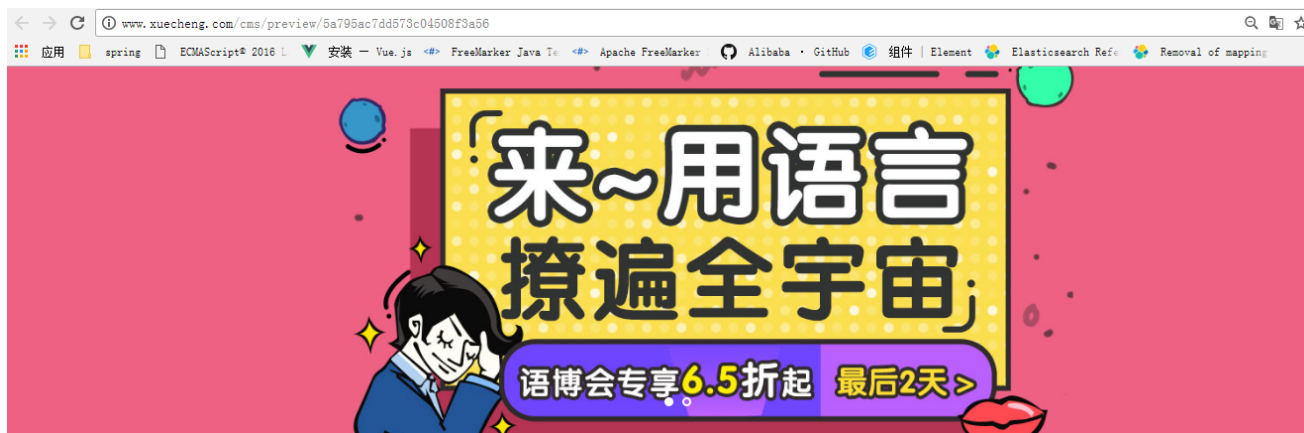 www.xuecheng.com/cms/preview/5a795ac7dd573c04508f3a56
应用 spring ECMAScript® 2016 L 安装 — Vue.js FreeMarker Java Te Apache FreeMarker Alibaba · GitHub 组件 | Element Elasticsearch Refe Removal of mapping
来~用语言
撩遍全宇宙
语博会专享6.5折起 最后2天>